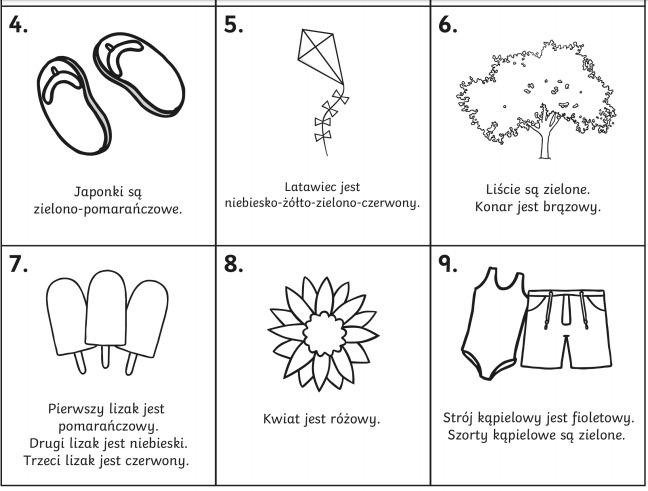 4.
Japonki są
zielono-pomarańczowe.
5.
Latawiec jest
niebiesko-żółto-zielono-czerwony.
6.
Liście są zielone.
Konar jest brązowy.
7.
Pierwszy lizak jest
pomarańczowy.
Drugi lizak jest niebieski.
Trzeci lizak jest czerwony.
8.
Kwiat jest różowy.
9.
Strój kąpielowy jest fioletowy.
Szorty kąpielowe są zielone.